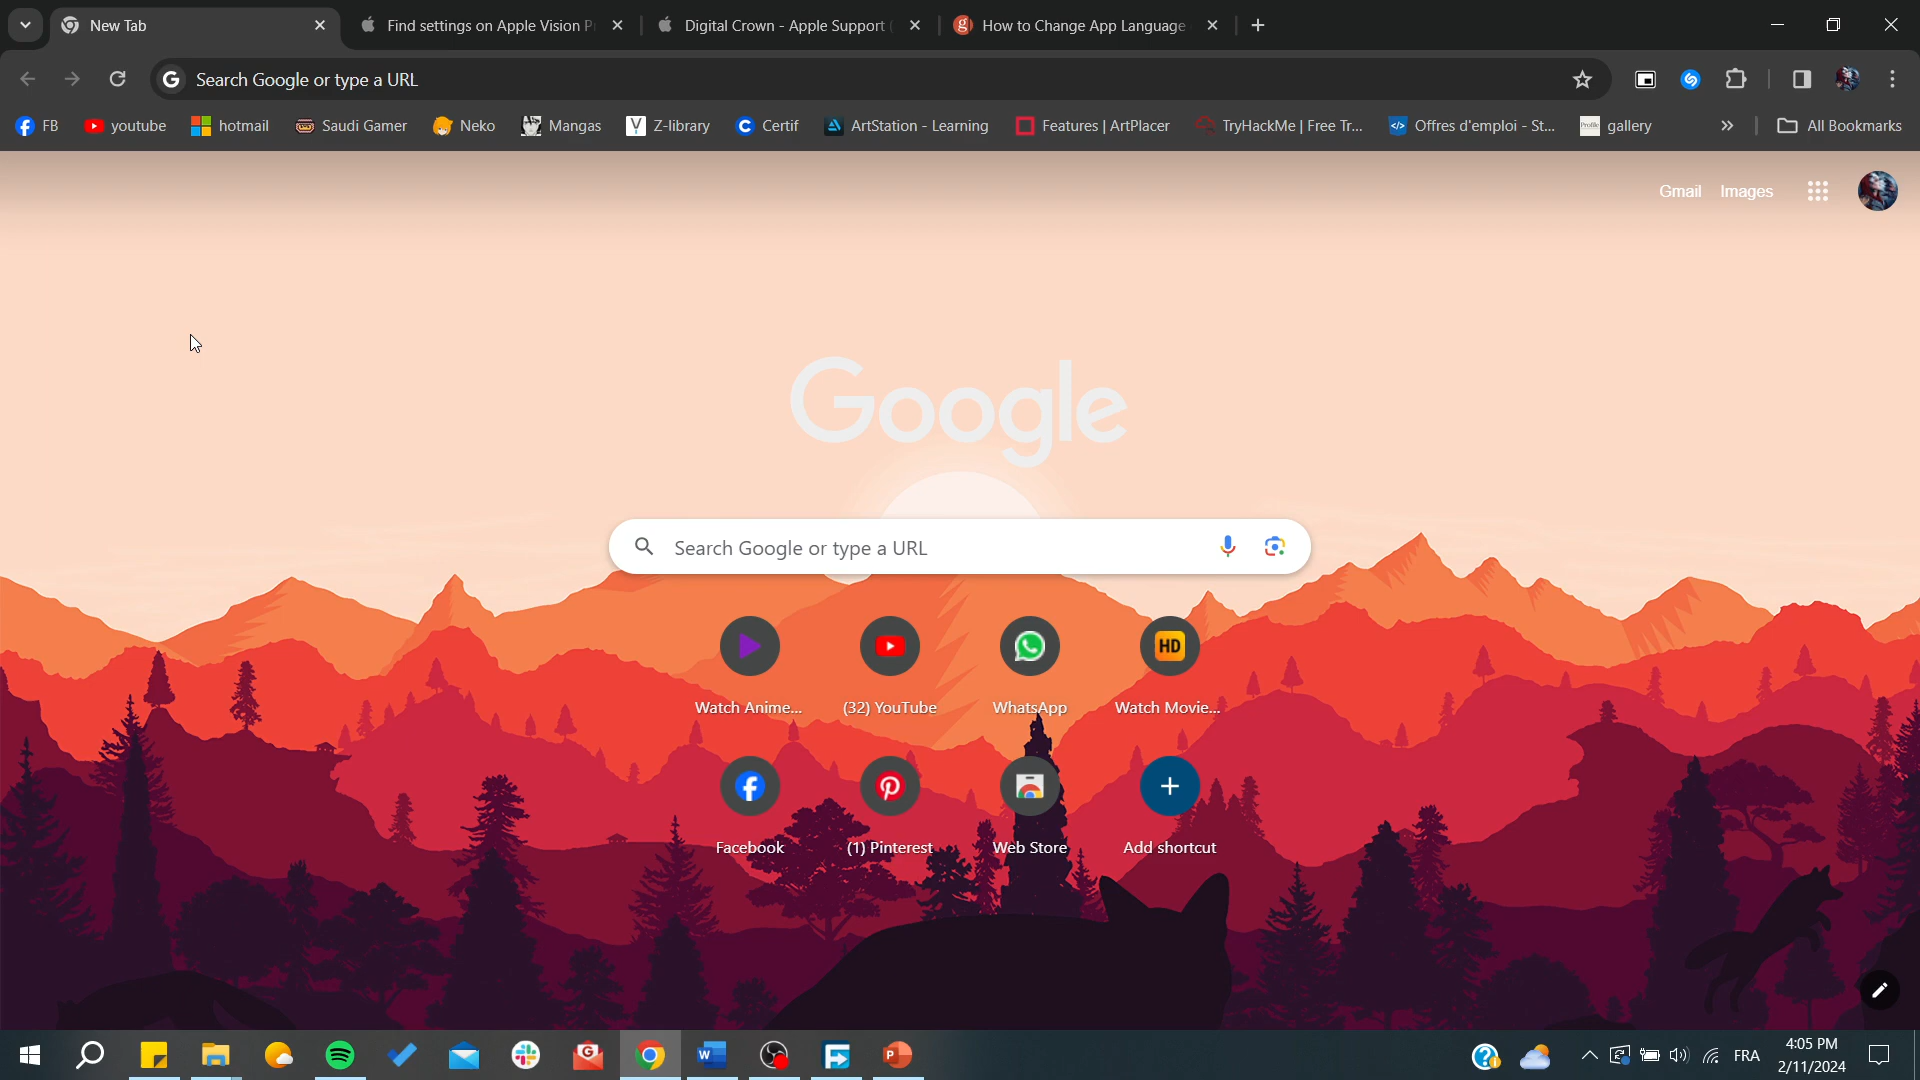 New Tab
Find settings on Apple Vision P
Digital Crown - Apple Support
How to Change App Language
Search Google or type a URL
FB
youtube
hotmail
Saudi Gamer
Neko
Mangas
Z-library
Certif
ArtStation - Learning
Features | ArtPlacer
TryHackMe | Free Tr...
Offres d'emploi - St...
gallery
All Bookmarks
Gmail
Images
Google
Search Google or type a URL
HD
Watch Anime...
(32) YouTube
WhatsApp
Watch Movie...
Facebook
(1) Pinterest
Web Store
Add shortcut
FRA
4:05 PM
2/11/2024